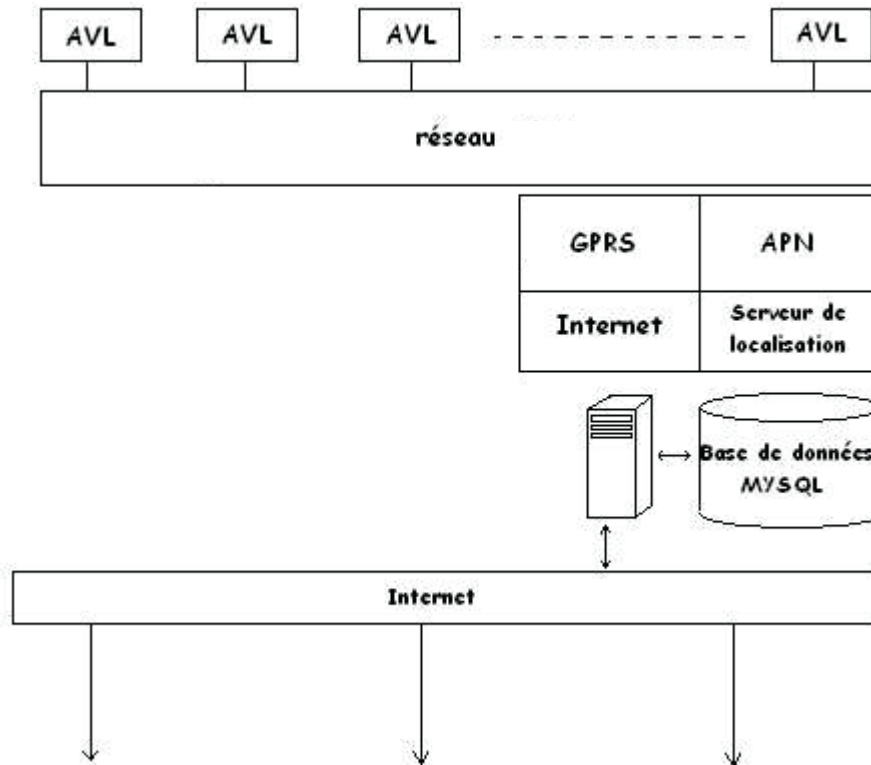 AVL AVL AVL AVL
réseau
GPRS APN
Internet Serveur de
localisation
Base de données
MYSQL
Internet